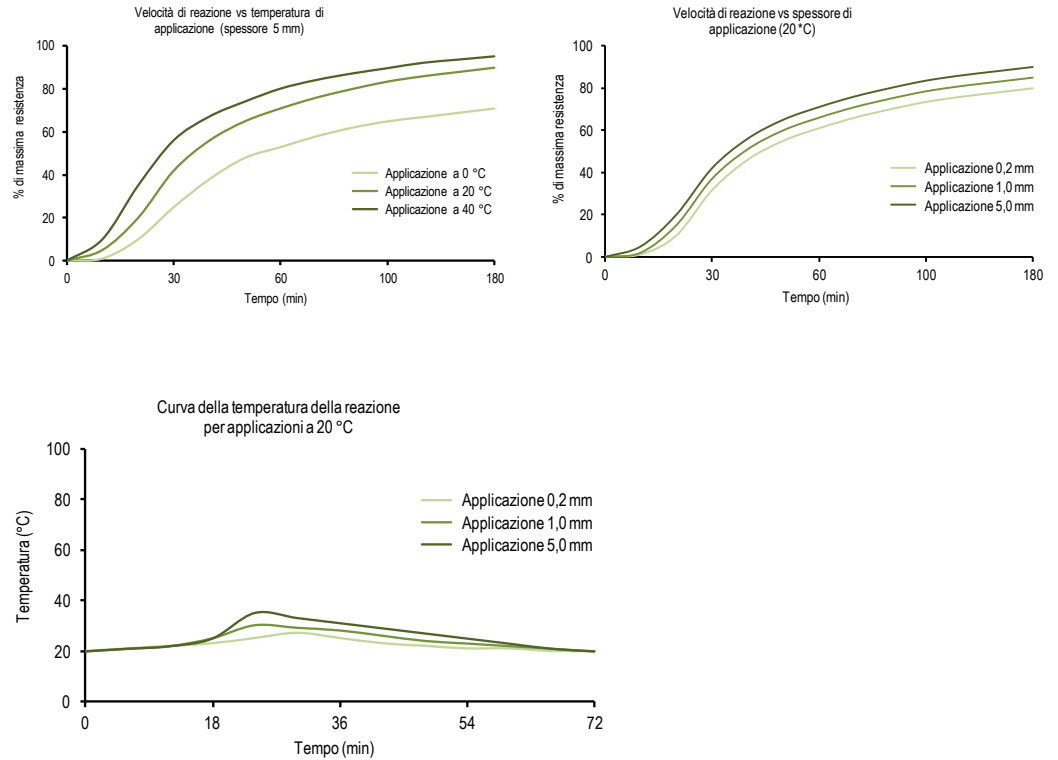 Velocità di reazione vs temperatura di
applicazione (spessore 5 mm)
% di massima resistenza
100
80
60
40
20
0
0 30 60 100 180
Tempo (min)
Applicazione a 0 °C
Applicazione a 20 °C
Applicazione a 40 °C
Velocità di reazione vs spessore di
applicazione (20 °C)
% di massima resistenza
100
80
60
40
20
0
0 30 60 100 180
Tempo (min)
Applicazione 0,2 mm
Applicazione 1,0 mm
Applicazione 5,0 mm
Curva della temperatura della reazione
per applicazioni a 20 °C
Temperatura (°C)
100
80
60
40
20
0
0 18 36 54 72
Tempo (min)
Applicazione 0,2 mm
Applicazione 1,0 mm
Applicazione 5,0 mm